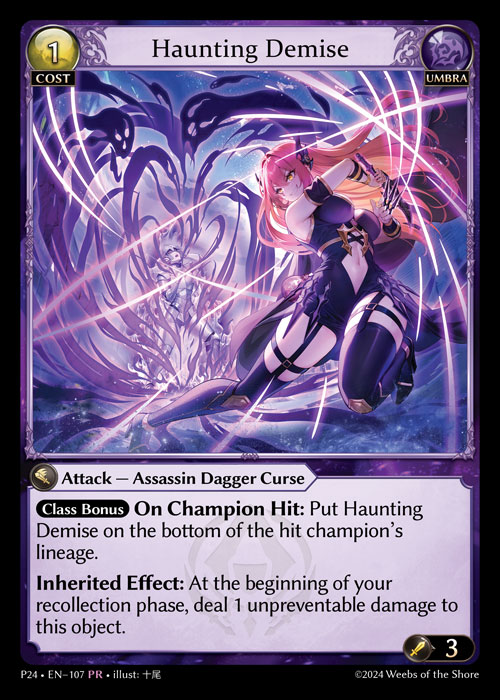 1
Haunting Demise
COST
UMBRA
Attack — Assassin Dagger Curse
Class Bonus On Champion Hit: Put Haunting
Demise on the bottom of the hit champion's
lineage.
Inherited Effect: At the beginning of your
recollection phase, deal 1 unpreventable damage to
this object.
3
P24 • EN-107 PR • illust: 十尾
©2024 Weebs of the Shore